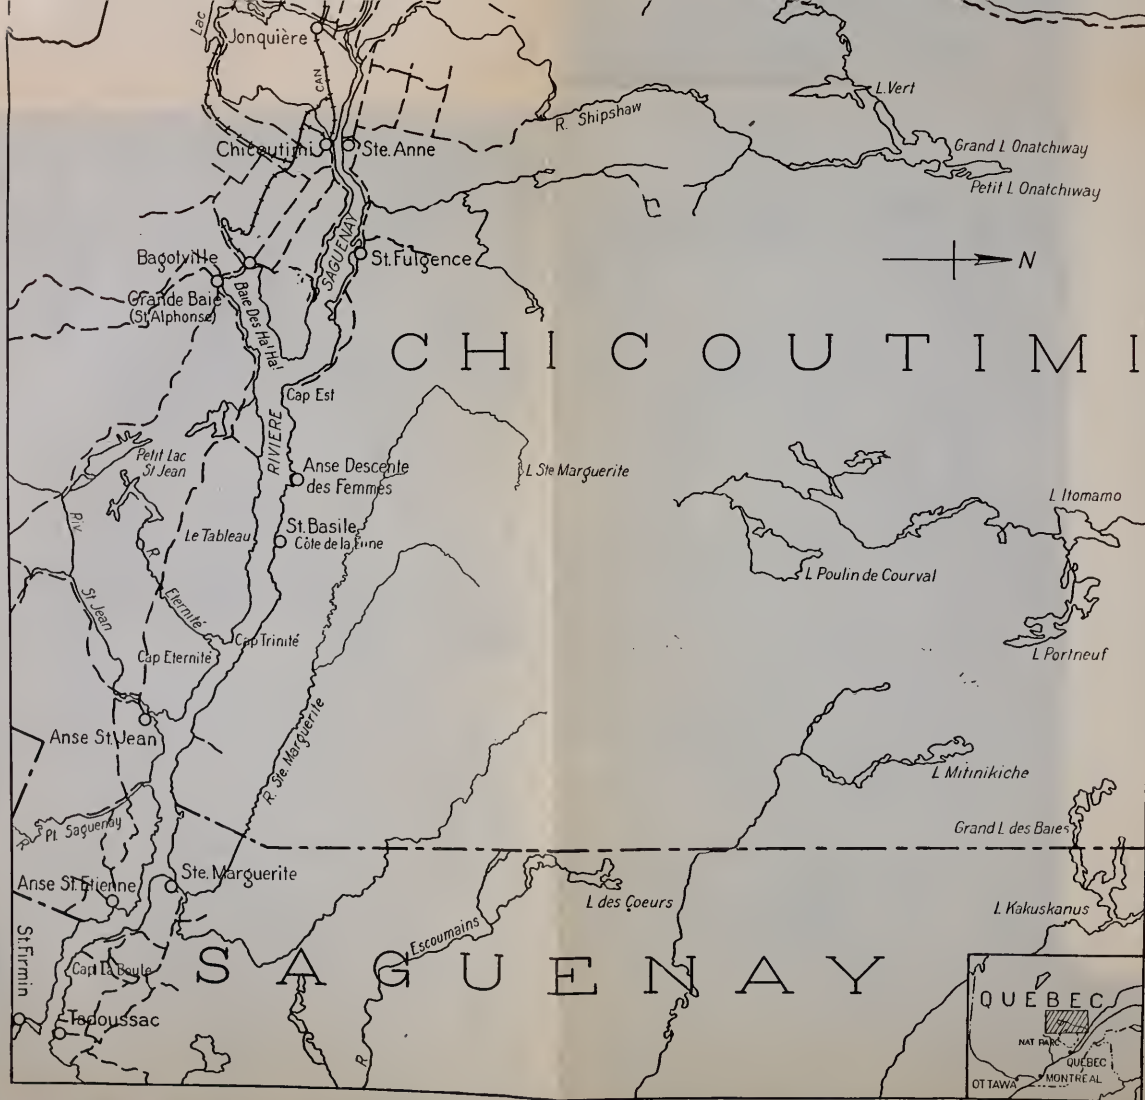 Lac
Jonquière
CAN
L. Vert
R. Shipshaw
Chicoutimi
Ste. Anne
Grand L Onatchiway
Petit L Onatchiway
SAGUENAY
Bagotville
St. Fulgence
N
Grande Baie
(St. Alphonse)
Baie Des Ha! Ha!
CHICOUTIMI
Cap Est
RIVIERE
Petit Lac
St Jean
Anse Descente
des Femmes
L Ste Marguerite
L Itomamo
Riv
St Jean
Le Tableau
St. Basile
Côte de la Lune
L Poulin de Courval
R
Eternité
Cap Trinité
Cap Eternité
L Portneuf
Anse St. Jean
R. Ste. Marguerite
L Mitinikiche
R
Pt. Saguenay
Grand L des Baies
Anse St. Etienne
Ste. Marguerite
L des Coeurs
L Kakuskanus
St. Firmin
Cap La Boule
R
Escoumains
SAGUENAY
Tadoussac
QUEBEC
NAT PARC
QUEBEC
OTTAWA
MONTREAL